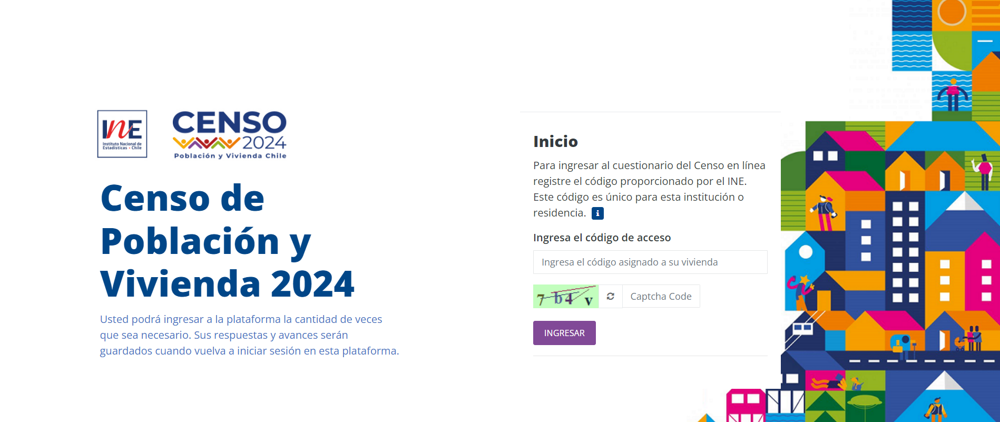 INE
Instituto Nacional de
Estadísticas • Chile
CENSO
2024
Población y Vivienda Chile
Censo de
Población y
Vivienda 2024
Usted podrá ingresar a la plataforma la cantidad de veces
que sea necesario. Sus respuestas y avances serán
guardados cuando vuelva a iniciar sesión en esta plataforma.
Inicio
Para ingresar al cuestionario del Censo en línea
registre el código proporcionado por el INE.
Este código es único para esta institución o
residencia. i
Ingresa el código de acceso
Ingresa el código asignado a su vivienda
Captcha Code
INGRESAR